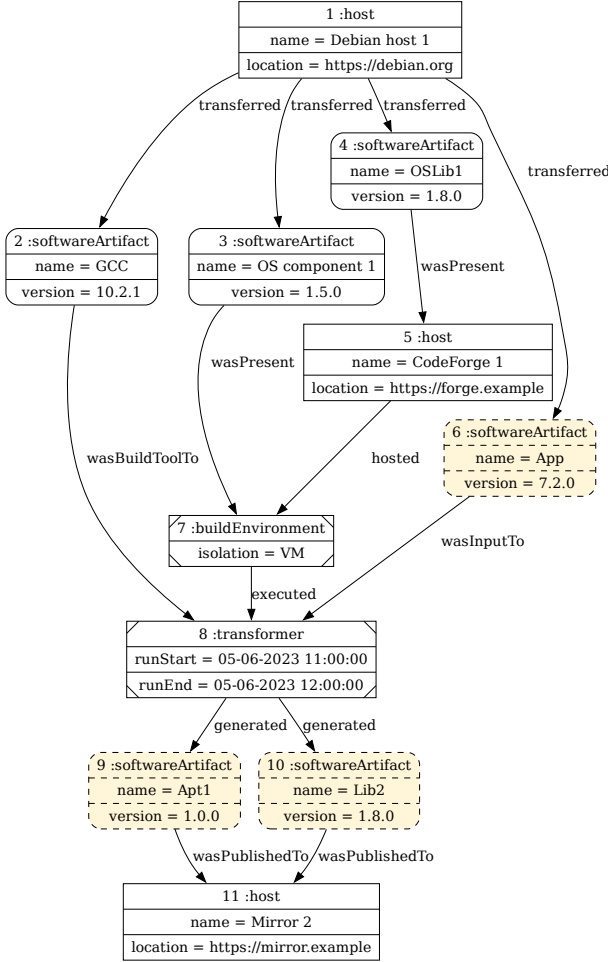 1 :host
name = Debian host 1
location = https://debian.org
transferred
transferred
transferred
transferred
4 :softwareArtifact
name = OSLib1
version = 1.8.0
2 :softwareArtifact
name = GCC
version = 10.2.1
3 :softwareArtifact
name = OS component 1
version = 1.5.0
wasPresent
5 :host
name = CodeForge 1
location = https://forge.example
wasPresent
6 :softwareArtifact
name = App
version = 7.2.0
wasBuildToolTo
hosted
7 :buildEnvironment
isolation = VM
wasInputTo
executed
8 :transformer
runStart = 05-06-2023 11:00:00
runEnd = 05-06-2023 12:00:00
generated
generated
9 :softwareArtifact
name = Apt1
version = 1.0.0
10 :softwareArtifact
name = Lib2
version = 1.8.0
wasPublishedTo
wasPublishedTo
11 :host
name = Mirror 2
location = https://mirror.example